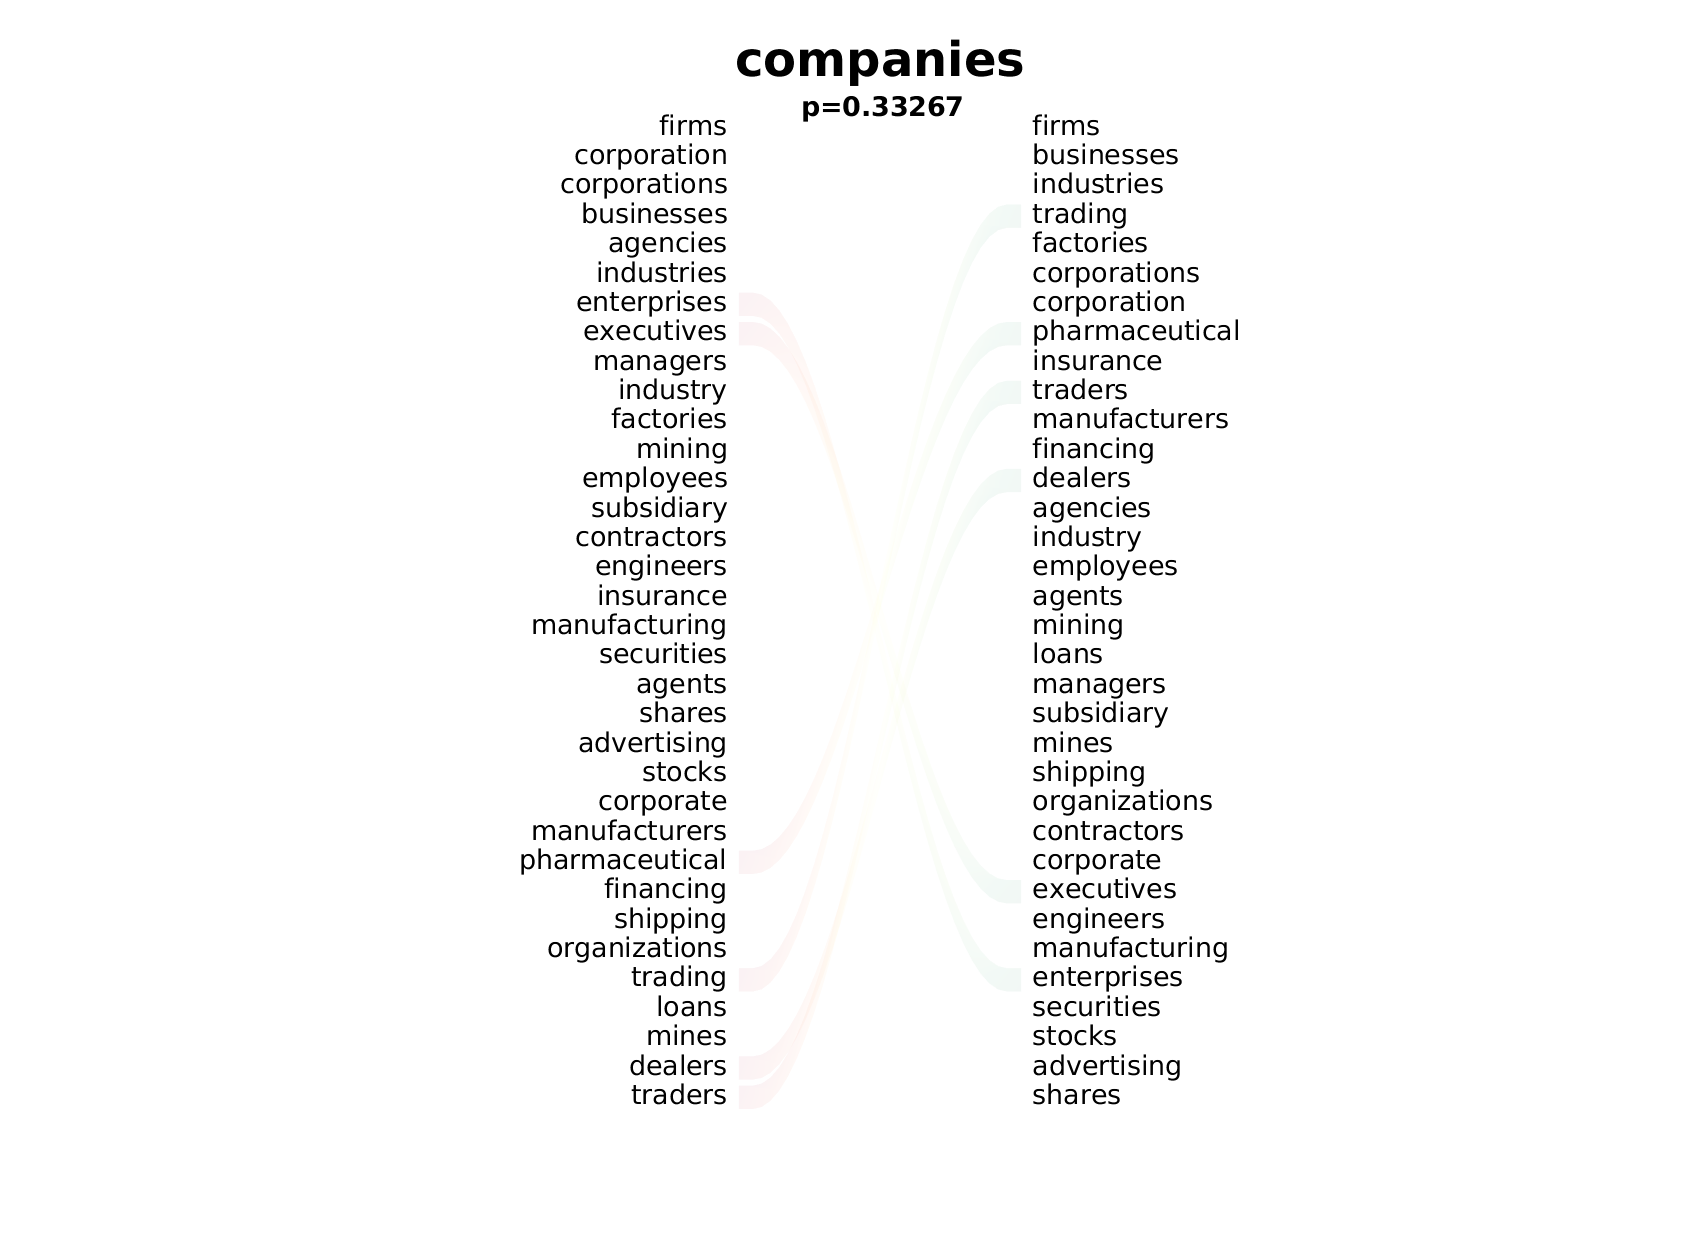 companies
p=0.33267
firms firms
corporation businesses
corporations industries
businesses trading
agencies factories
industries corporations
enterprises corporation
executives pharmaceutical
managers insurance
industry traders
factories manufacturers
mining financing
employees dealers
subsidiary agencies
contractors industry
engineers employees
insurance agents
manufacturing mining
securities loans
agents managers
shares subsidiary
advertising mines
stocks shipping
corporate organizations
manufacturers contractors
pharmaceutical corporate
financing executives
shipping engineers
organizations manufacturing
trading enterprises
loans securities
mines stocks
dealers advertising
traders shares